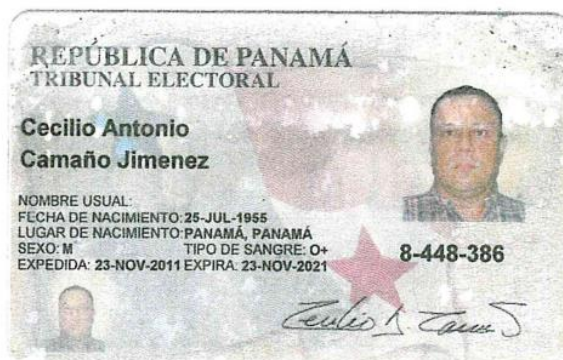 REPÚBLICA DE PANAMÁ
TRIBUNAL ELECTORAL
Cecilio Antonio
Camaño Jimenez
NOMBRE USUAL:
FECHA DE NACIMIENTO: 25-JUL-1955
LUGAR DE NACIMIENTO: PANAMÁ, PANAMÁ
SEXO: M TIPO DE SANGRE: O+
EXPEDIDA: 23-NOV-2011 EXPIRA: 23-NOV-2021
8-448-386